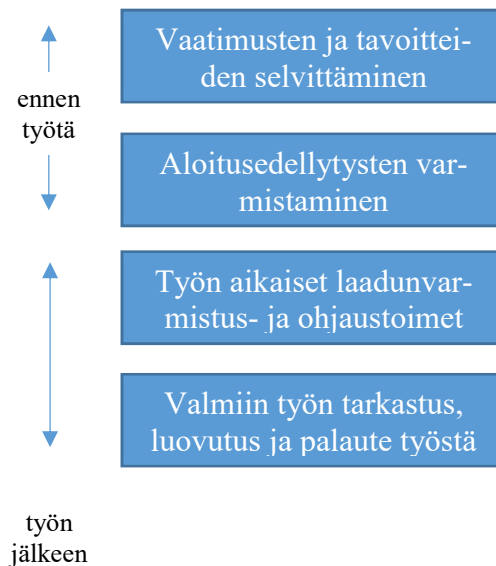 Vaatimusten ja tavoittei-
den selvittäminen
ennen
työtä
Aloitusedellytysten var-
mistaminen
Työn aikaiset laadunvar-
mistus- ja ohjaustoimet
Valmiin työn tarkastus,
luovutus ja palaute työstä
työn
jälkeen